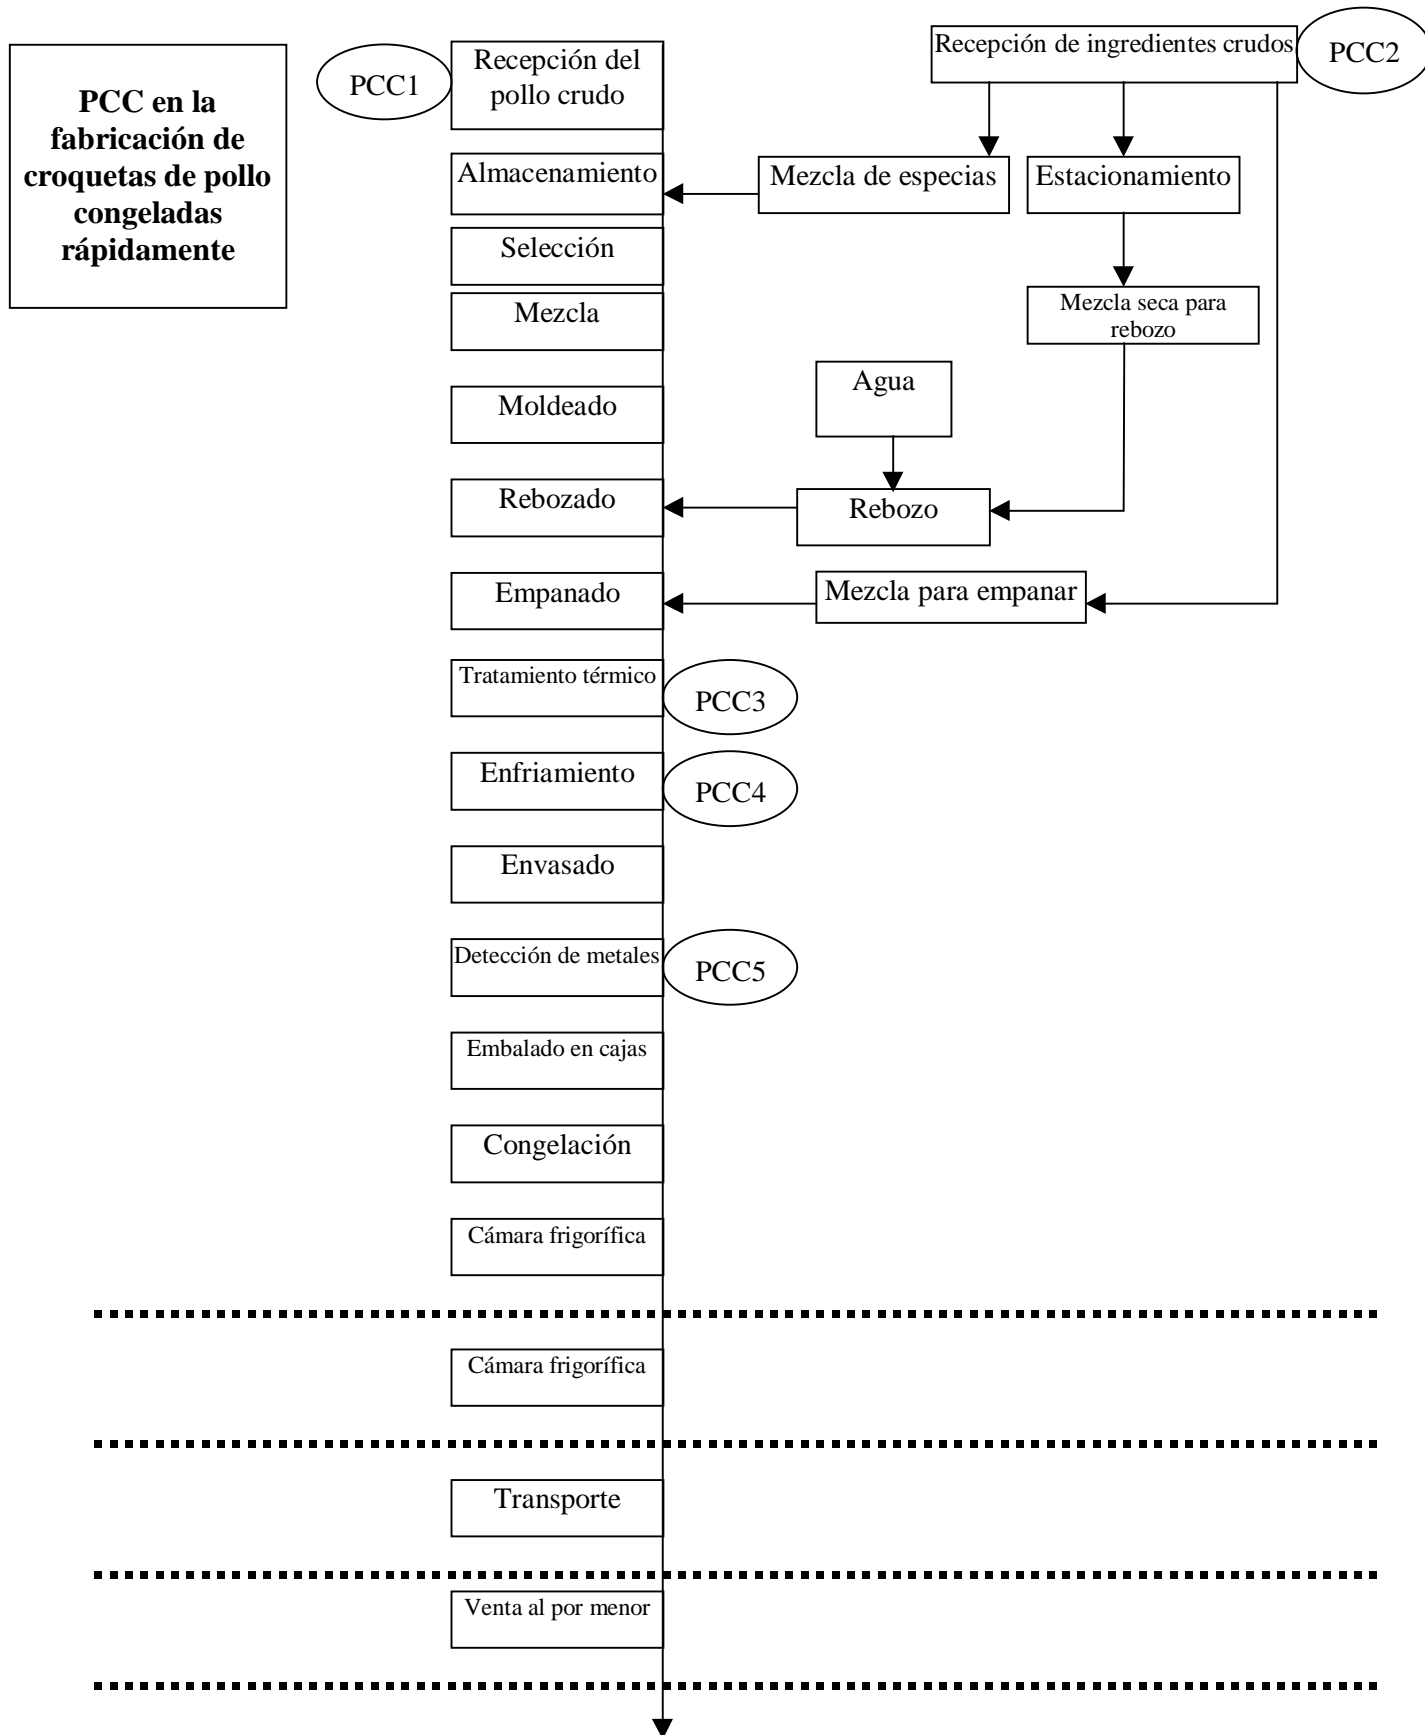 PCC en la
fabricación de
croquetas de pollo
congeladas
rápidamente
PCC1
Recepción del
pollo crudo
Recepción de ingredientes crudos
PCC2
Almacenamiento
Mezcla de especias
Estacionamiento
Selección
Mezcla
Mezcla seca para
rebozo
Agua
Moldeado
Rebozado
Rebozo
Empanado
Mezcla para empanar
Tratamiento térmico
PCC3
Enfriamiento
PCC4
Envasado
Detección de metales
PCC5
Embalado en cajas
Congelación
Cámara frigorífica
Cámara frigorífica
Transporte
Venta al por menor